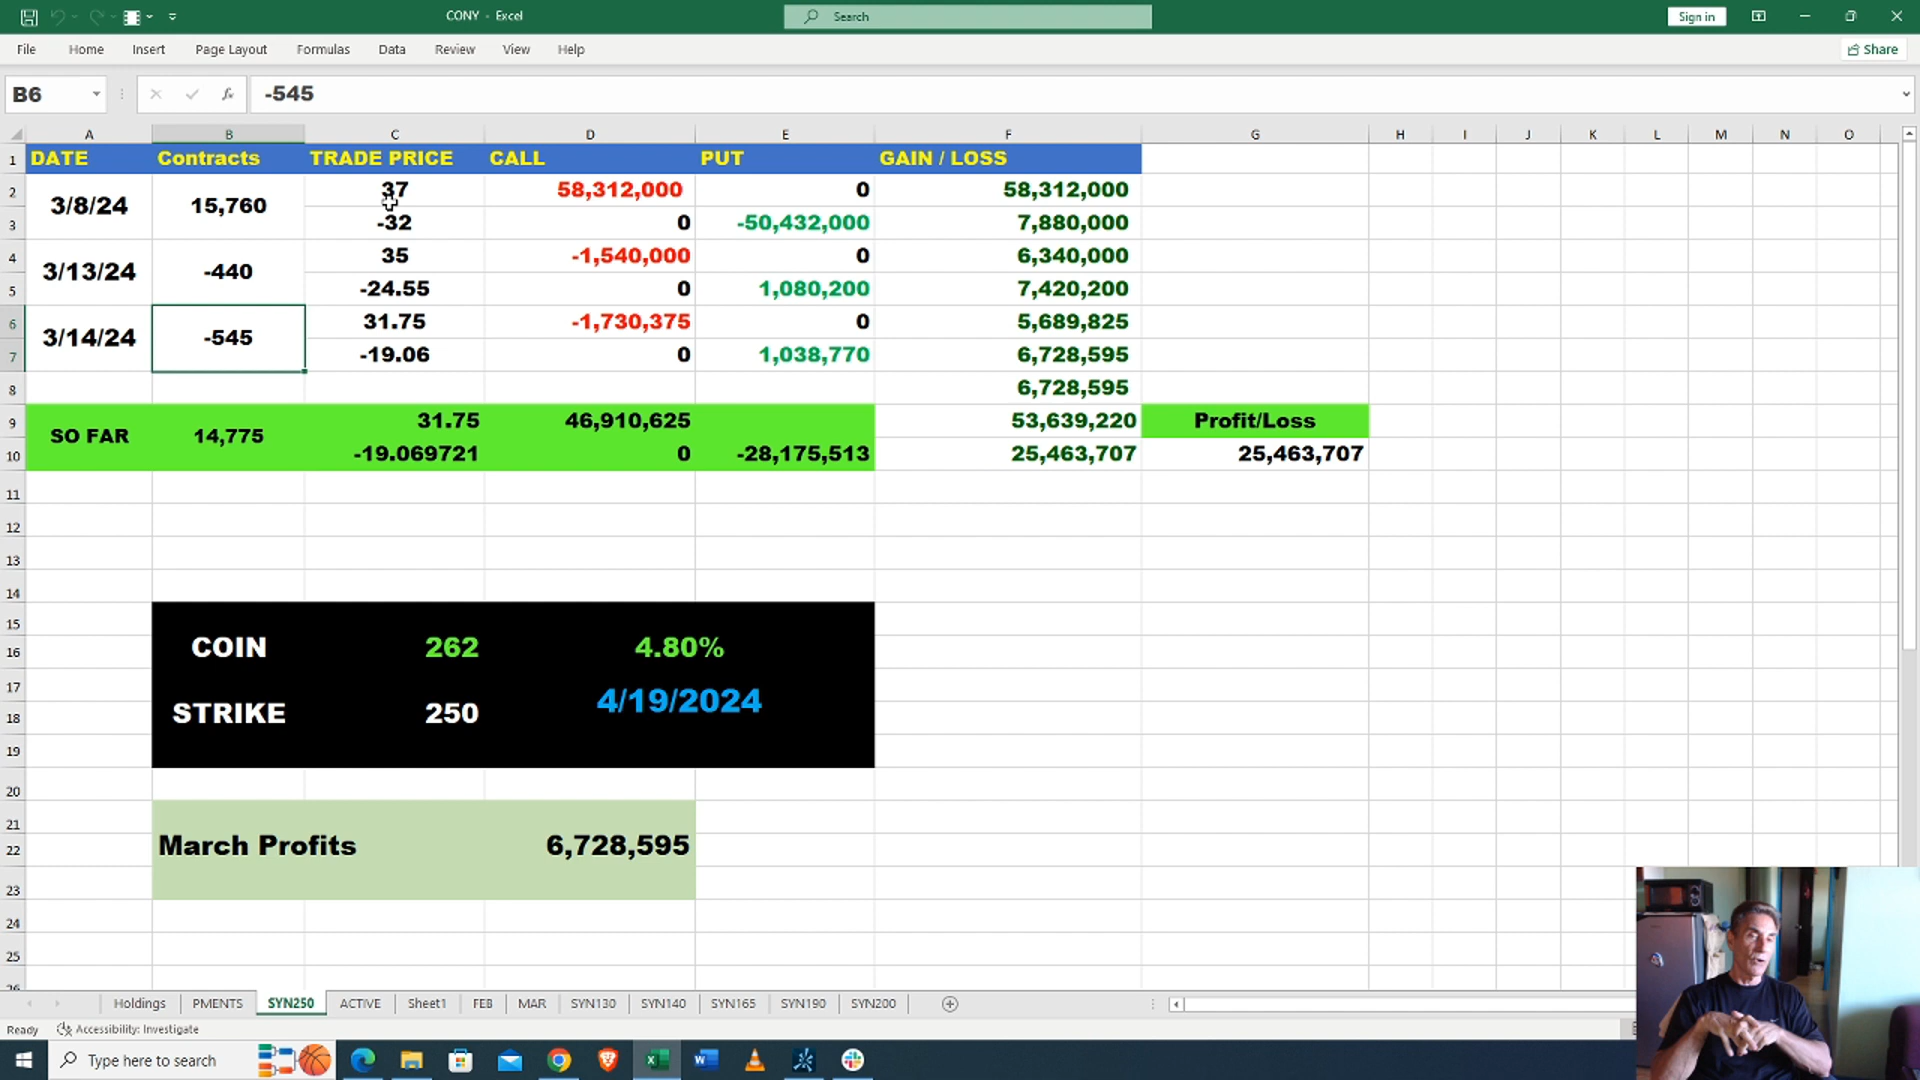 CONY - Excel
Search
Sign in
File Home Insert Page Layout Formulas Data Review View Help
Share
B6 fx -545
A B C D E F G H I J K L M N O
1 DATE Contracts TRADE PRICE CALL PUT GAIN / LOSS
2 3/8/24 15,760 37 58,312,000 0 58,312,000
3 -32 0 -50,432,000 7,880,000
4 3/13/24 -440 35 -1,540,000 0 6,340,000
5 -24.55 0 1,080,200 7,420,200
6 3/14/24 -545 31.75 -1,730,375 0 5,689,825
7 -19.06 0 1,038,770 6,728,595
8 6,728,595
9 SO FAR 14,775 31.75 46,910,625 53,639,220 Profit/Loss
10 -19.069721 0 -28,175,513 25,463,707 25,463,707
11
12
13
14
15
16 COIN 262 4.80%
17 4/19/2024
18 STRIKE 250
19
20
21
22 March Profits 6,728,595
23
24
25
26
Holdings PMENTS SYN250 ACTIVE Sheet1 FEB MAR SYN130 SYN140 SYN165 SYN190 SYN200
Ready Accessibility: Investigate
Type here to search